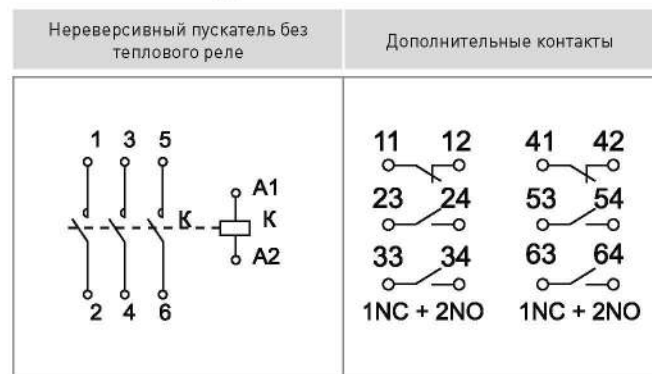 Нереверсивный пускатель без
теплового реле
Дополнительные контакты
1 3 5
A1
K K
A2
2 4 6
11 12 41 42
23 24 53 54
33 34 63 64
1NC + 2NO 1NC + 2NO